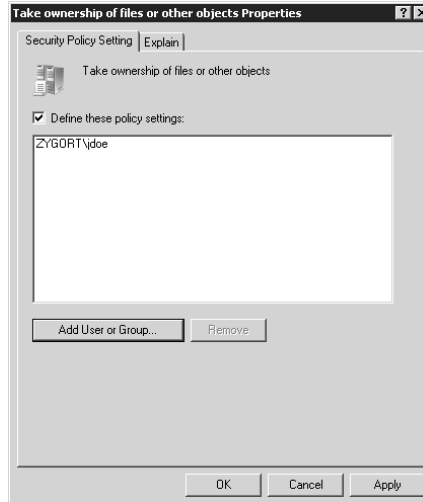 Take ownership of files or other objects Properties
Security Policy Setting Explain
Take ownership of files or other objects
Define these policy settings:
ZYGORT\jdoe
Add User or Group... Remove
OK Cancel Apply